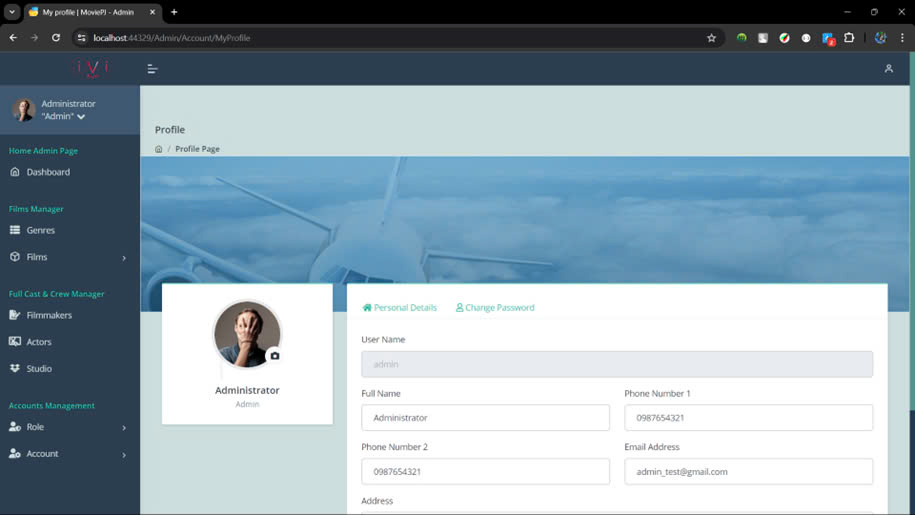 My profile | MoviePJ - Admin
localhost:44329/Admin/Account/MyProfile
2
iVi
Administrator
"Admin"
Home Admin Page
Dashboard
Films Manager
Genres
Films
Full Cast & Crew Manager
Filmmakers
Actors
Studio
Accounts Management
Role
Account
Profile
/ Profile Page
Administrator
Admin
Personal Details
Change Password
User Name
admin
Full Name
Phone Number 1
Administrator
0987654321
Phone Number 2
Email Address
0987654321
admin_test@gmail.com
Address